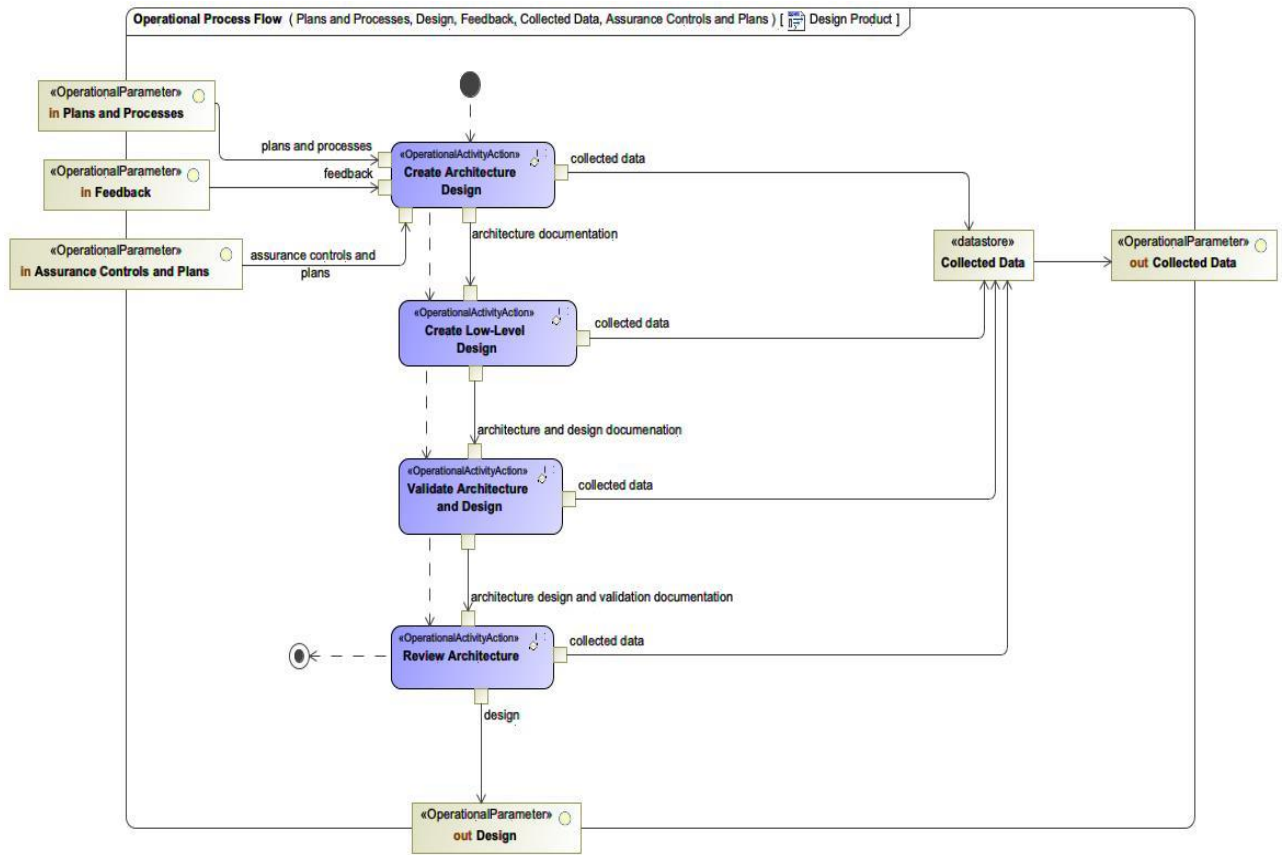 Operational Process Flow ( Plans and Processes, Design, Feedback, Collected Data, Assurance Controls and Plans ) [ Design Product ]
«OperationalParameter»
in Plans and Processes
«OperationalParameter»
in Feedback
«OperationalParameter»
in Assurance Controls and Plans
plans and processes
feedback
assurance controls and
plans
«OperationalActivityAction»
Create Architecture
Design
collected data
architecture documentation
«datastore»
Collected Data
«OperationalParameter»
out Collected Data
«OperationalActivityAction»
Create Low-Level
Design
collected data
architecture and design documenation
«OperationalActivityAction»
Validate Architecture
and Design
collected data
architecture design and validation documentation
«OperationalActivityAction»
Review Architecture
collected data
design
«OperationalParameter»
out Design